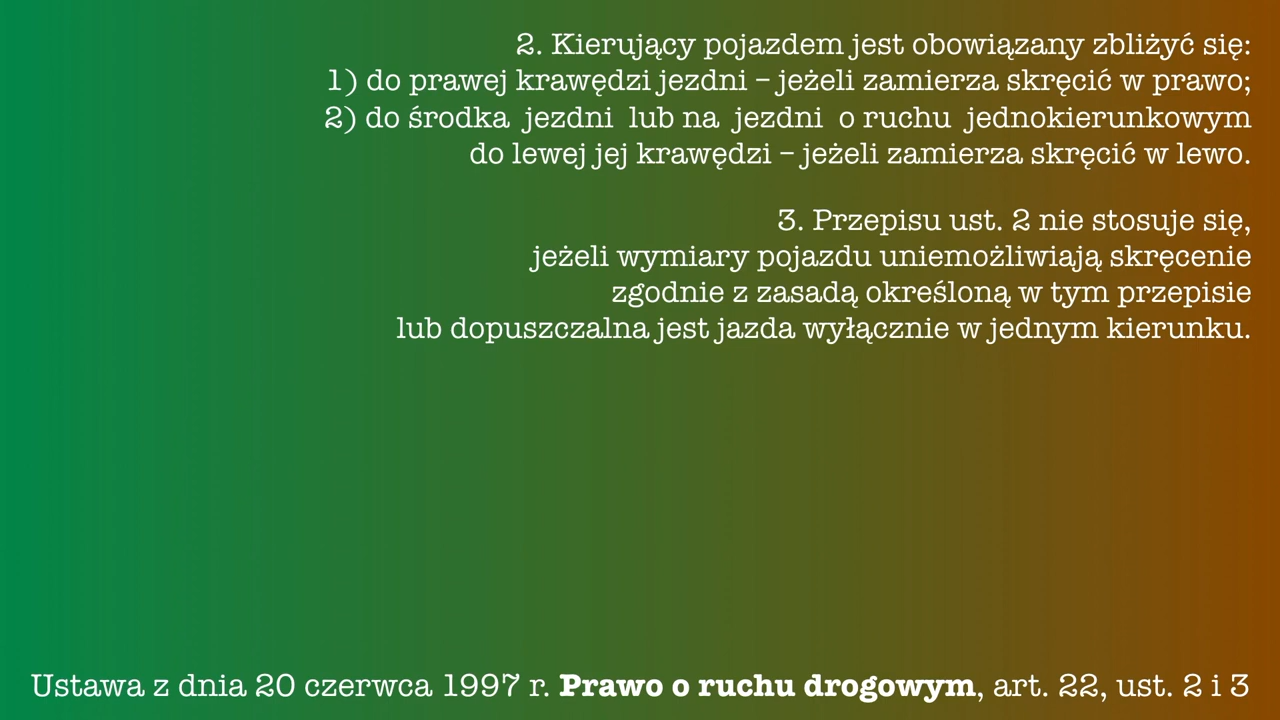 2. Kierujący pojazdem jest obowiązany zbliżyć się:
1) do prawej krawędzi jezdni – jeżeli zamierza skręcić w prawo;
2) do środka jezdni lub na jezdni o ruchu jednokierunkowym
do lewej jej krawędzi – jeżeli zamierza skręcić w lewo.
3. Przepisu ust. 2 nie stosuje się,
jeżeli wymiary pojazdu uniemożliwiają skręcenie
zgodnie z zasadą określoną w tym przepisie
lub dopuszczalna jest jazda wyłącznie w jednym kierunku.
Ustawa z dnia 20 czerwca 1997 r. Prawo o ruchu drogowym, art. 22, ust. 2 i 3